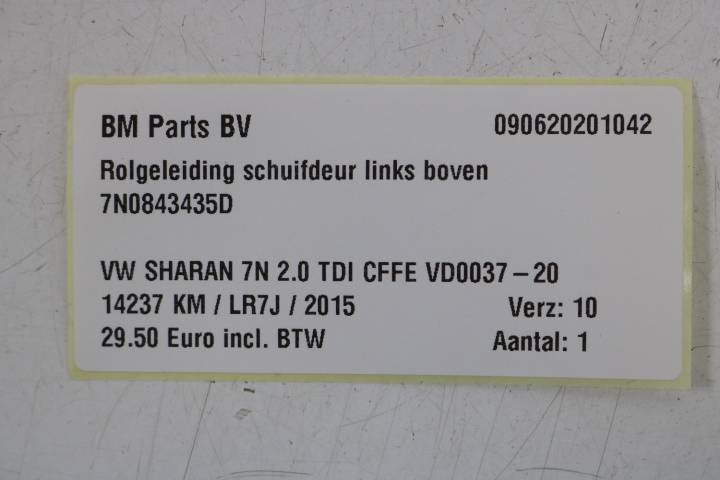 BM Parts BV 090620201042
Rolgeleiding schuifdeur links boven
7N0843435D
VW SHARAN 7N 2.0 TDI CFFE VD0037-20
14237 KM / LR7J / 2015 Verz: 10
29.50 Euro incl. BTW Aantal: 1